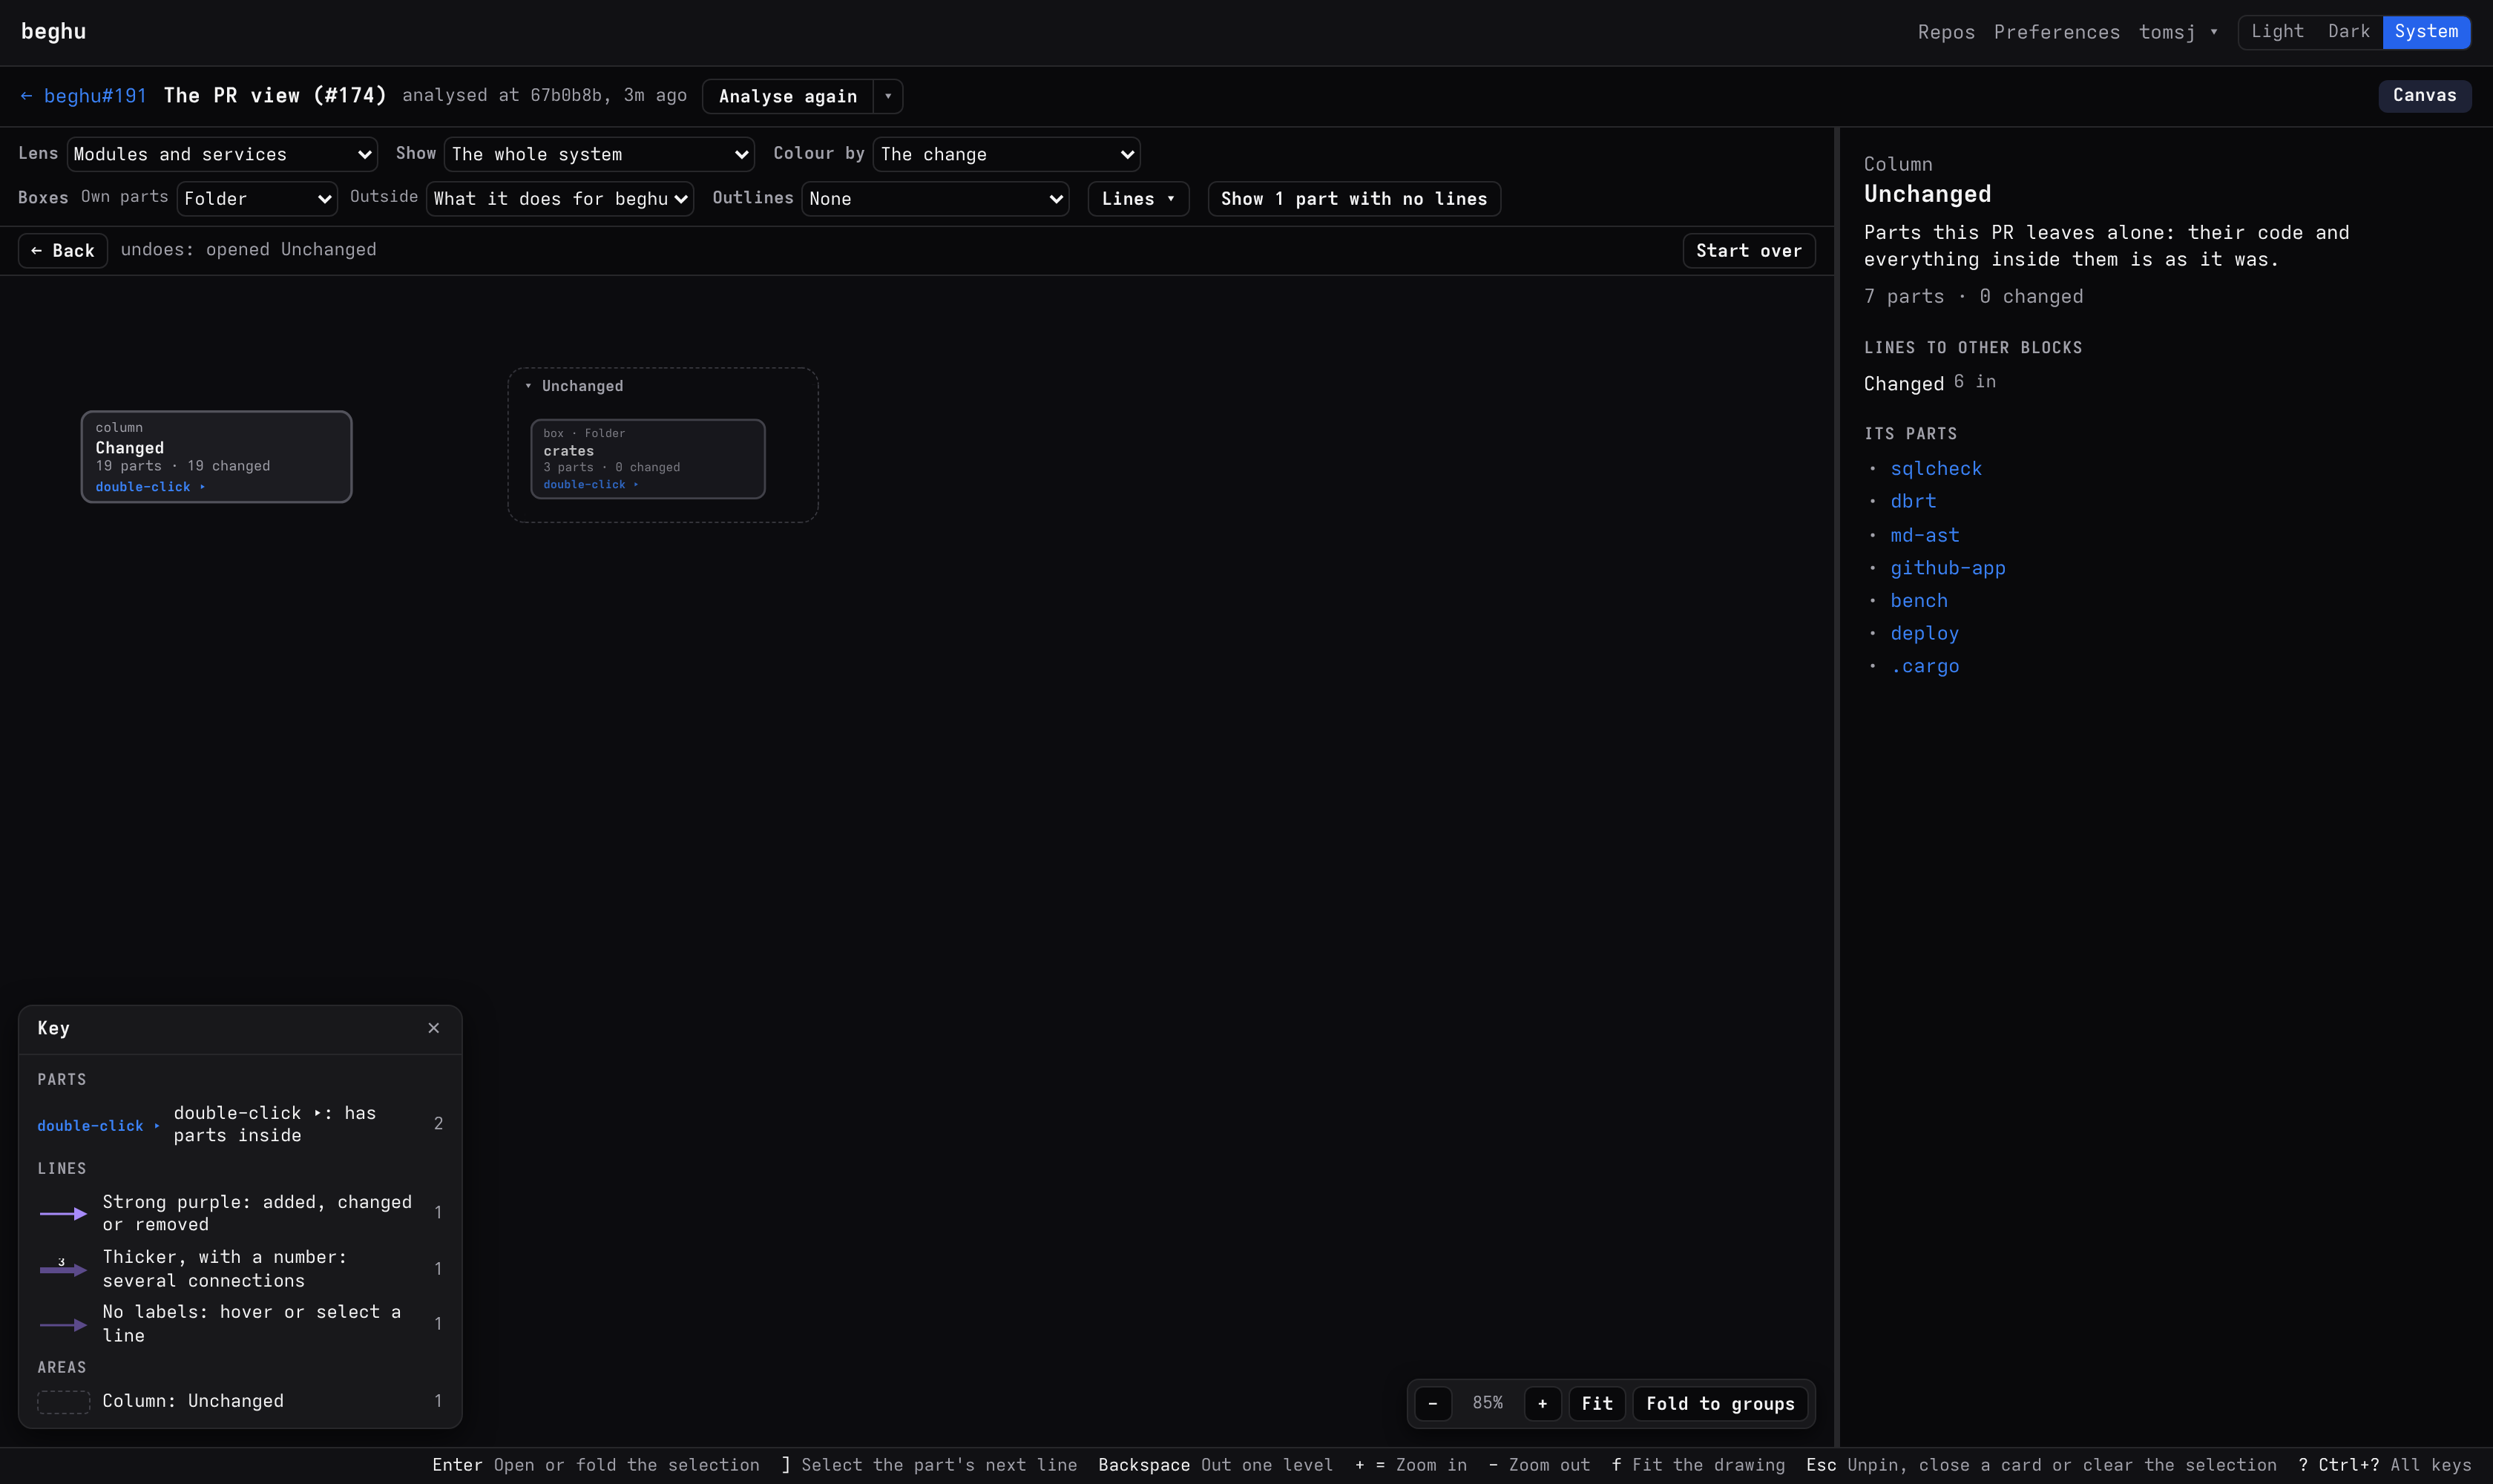 beghu
Repos Preferences tomsj ▾ Light Dark System
← beghu#191 The PR view (#174) analysed at 67b0b8b, 3m ago Analyse again ▾ Canvas
Lens Modules and services Show The whole system Colour by The change
Boxes Own parts Folder Outside What it does for beghu Outlines None Lines ▾ Show 1 part with no lines
← Back undoes: opened Unchanged Start over
column
Changed
19 parts · 19 changed
double-click ▸
▾ Unchanged
box · Folder
crates
3 parts · 0 changed
double-click ▸
Key ×
PARTS
double-click ▸ double-click ▸: has parts inside 2
LINES
Strong purple: added, changed
or removed 1
3 Thicker, with a number:
several connections 1
No labels: hover or select a
line 1
AREAS
Column: Unchanged 1
− 85% + Fit Fold to groups
Column
Unchanged
Parts this PR leaves alone: their code and
everything inside them is as it was.
7 parts · 0 changed
LINES TO OTHER BLOCKS
Changed 6 in
ITS PARTS
• sqlcheck
• dbrt
• md-ast
• github-app
• bench
• deploy
• .cargo
Enter Open or fold the selection ] Select the part's next line Backspace Out one level + = Zoom in − Zoom out f Fit the drawing Esc Unpin, close a card or clear the selection ? Ctrl+? All keys